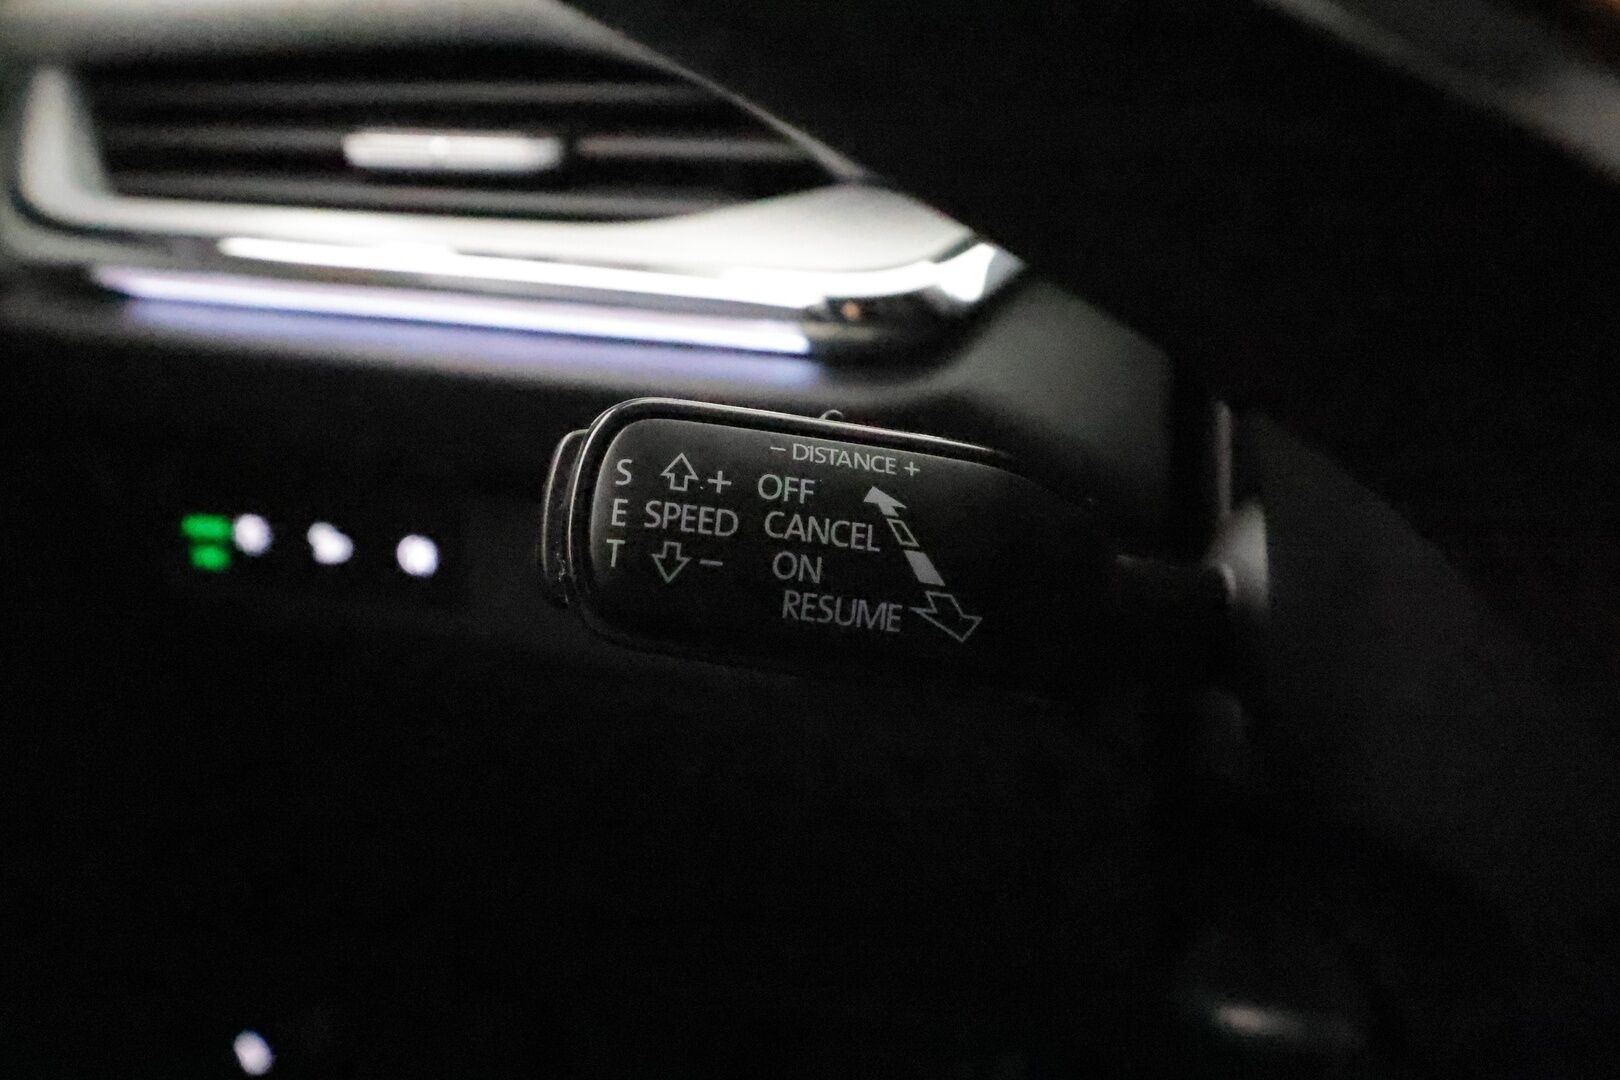 - DISTANCE +
S + OFF
E SPEED CANCEL
T - ON
RESUME